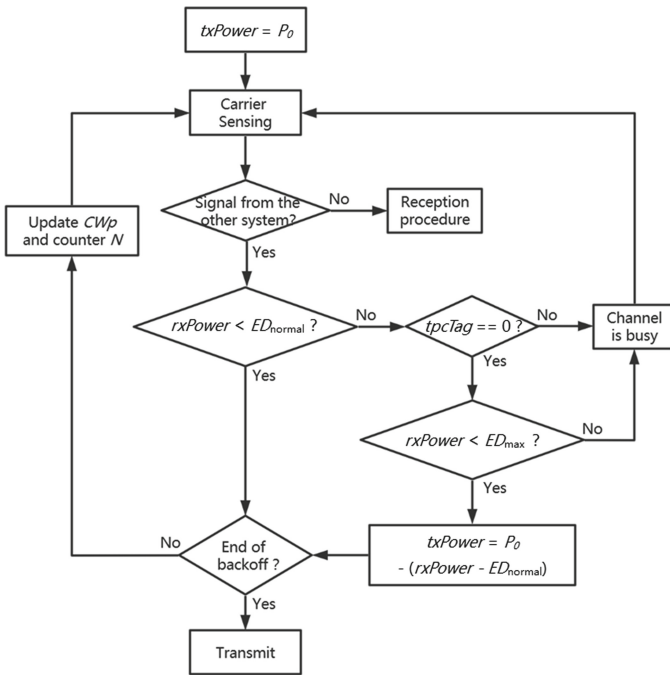 txPower = P₀
Carrier
Sensing
Signal from the
other system?
No
Reception
procedure
Update CWp
and counter N
Yes
rxPower < EDnormal ?
No
tpcTag == 0 ?
No
Channel
is busy
Yes
Yes
rxPower < EDmax ?
No
Yes
txPower = P₀
- (rxPower - EDnormal)
No
End of
backoff ?
Yes
Transmit